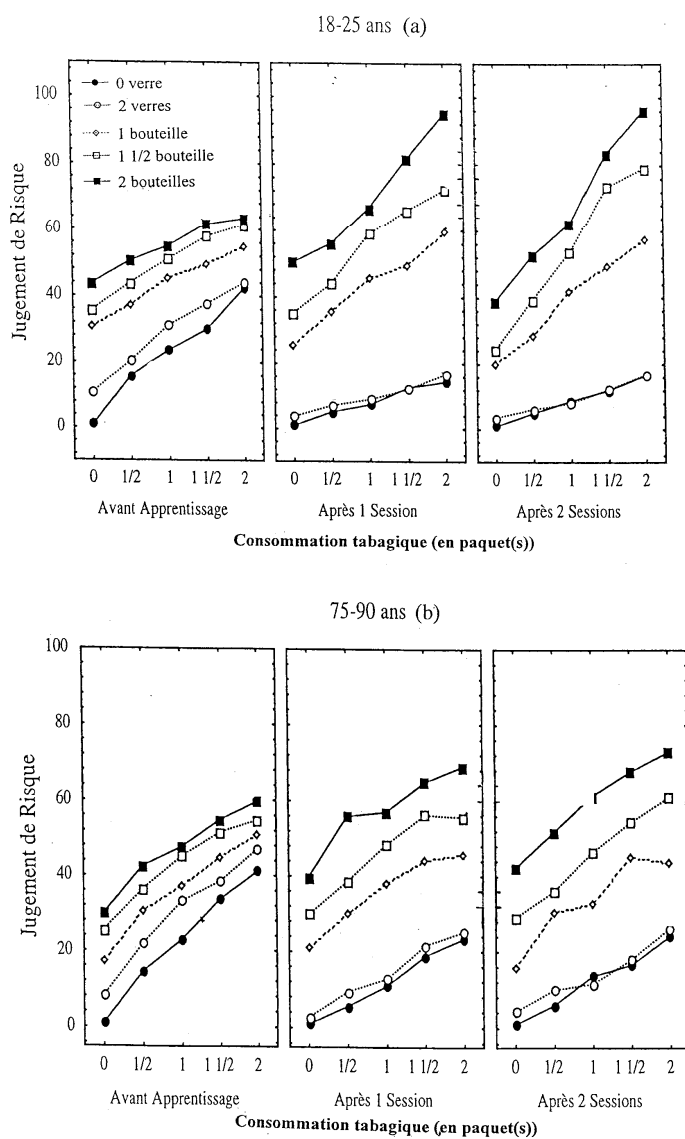 18-25 ans (a)
100
80
60
40
20
0
Jugement de Risque
0 verre
2 verres
1 bouteille
1 1/2 bouteille
2 bouteilles
0 1/2 1 1 1/2 2
0 1/2 1 1 1/2 2
0 1/2 1 1 1/2 2
Avant Apprentissage
Après 1 Session
Après 2 Sessions
Consommation tabagique (en paquet(s))
75-90 ans (b)
100
80
60
40
20
0
Jugement de Risque
0 1/2 1 1 1/2 2
0 1/2 1 1 1/2 2
0 1/2 1 1 1/2 2
Avant Apprentissage
Après 1 Session
Après 2 Sessions
Consommation tabagique (en paquet(s))